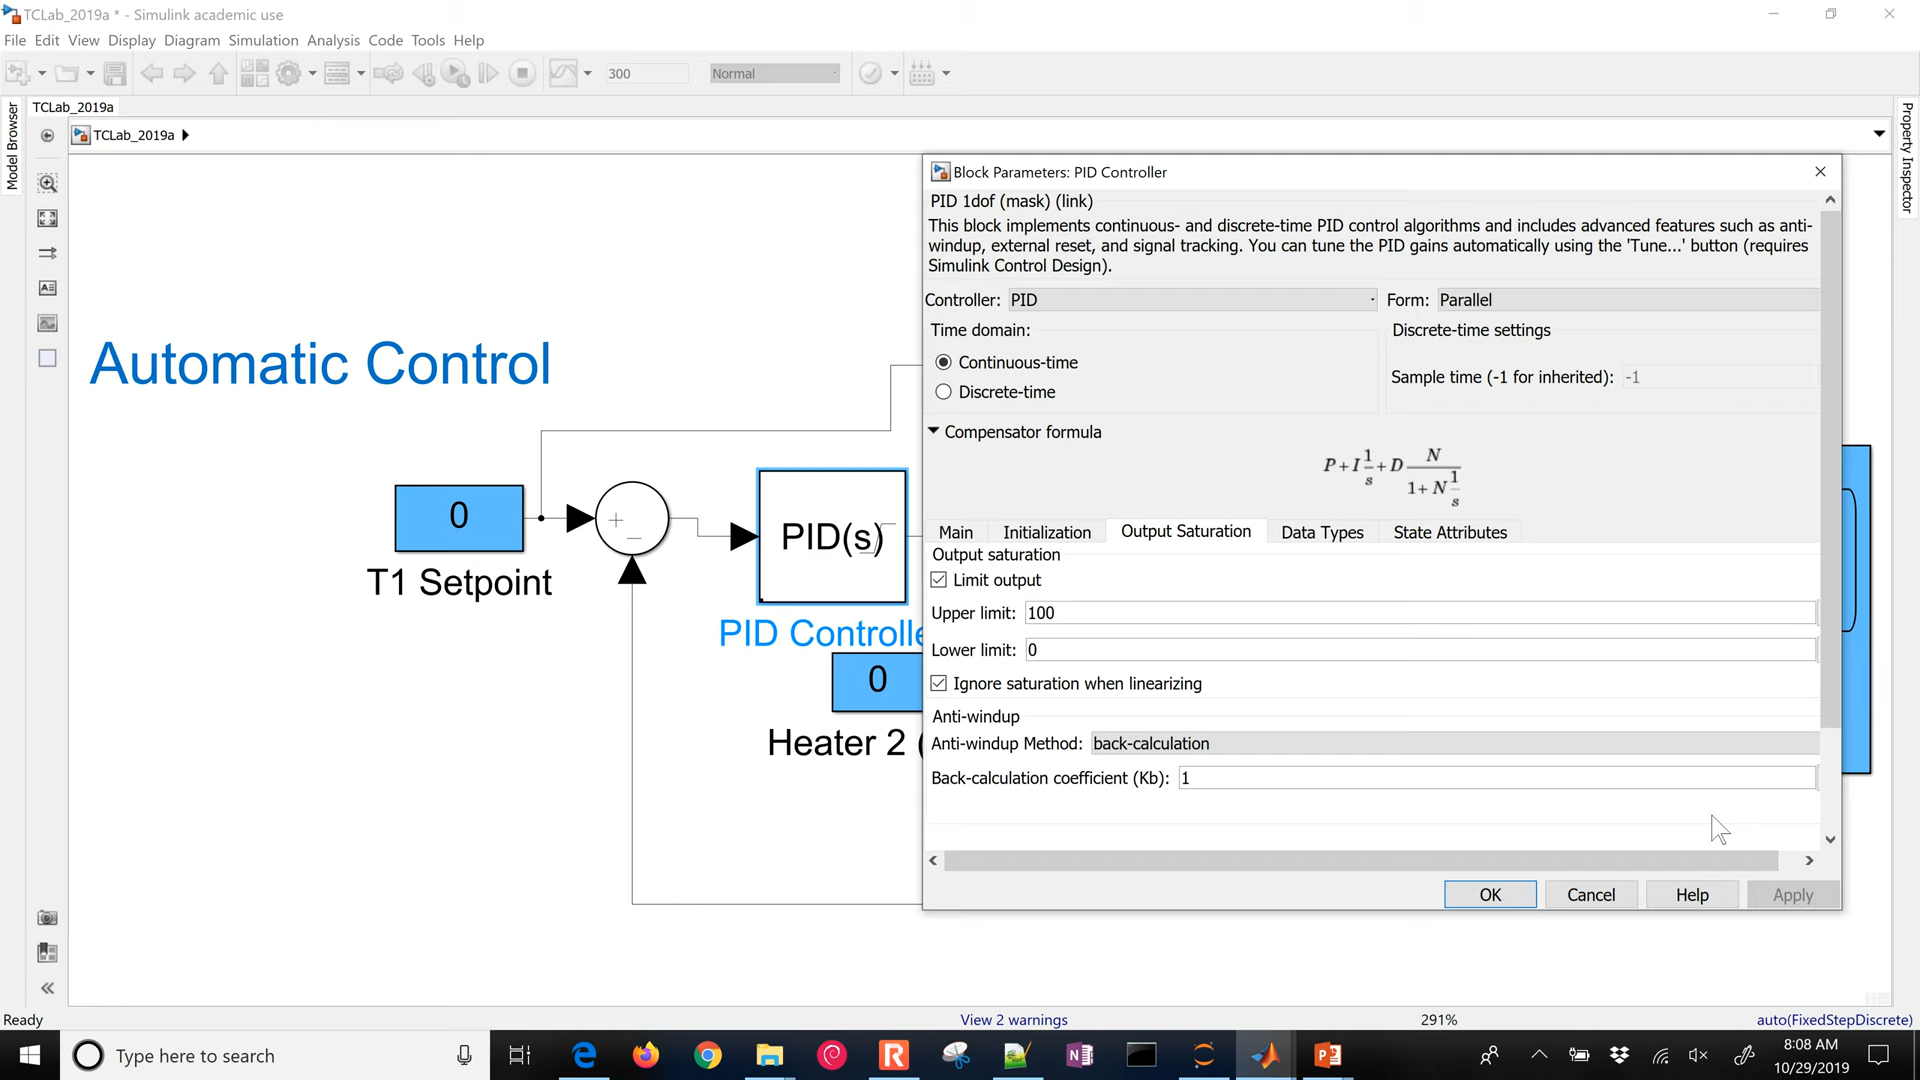 TCLab_2019a * - Simulink academic use
File Edit View Display Diagram Simulation Analysis Code Tools Help
300 Normal
TCLab_2019a
TCLab_2019a
Model Browser
Property Inspector
Automatic Control
0
T1 Setpoint
+
−
PID(s)
PID Controlle
0
Heater 2 (
Block Parameters: PID Controller
PID 1dof (mask) (link)
This block implements continuous- and discrete-time PID control algorithms and includes advanced features such as anti-
windup, external reset, and signal tracking. You can tune the PID gains automatically using the 'Tune...' button (requires
Simulink Control Design).
Controller: PID Form: Parallel
Time domain: Discrete-time settings
Continuous-time
Sample time (-1 for inherited): -1
Discrete-time
Compensator formula
P+I 1/s +D N/(1+N 1/s)
Main Initialization Output Saturation Data Types State Attributes
Output saturation
Limit output
Upper limit: 100
Lower limit: 0
Ignore saturation when linearizing
Anti-windup
Anti-windup Method: back-calculation
Back-calculation coefficient (Kb): 1
OK Cancel Help Apply
Ready View 2 warnings 291% auto(FixedStepDiscrete)
Type here to search
8:08 AM
10/29/2019